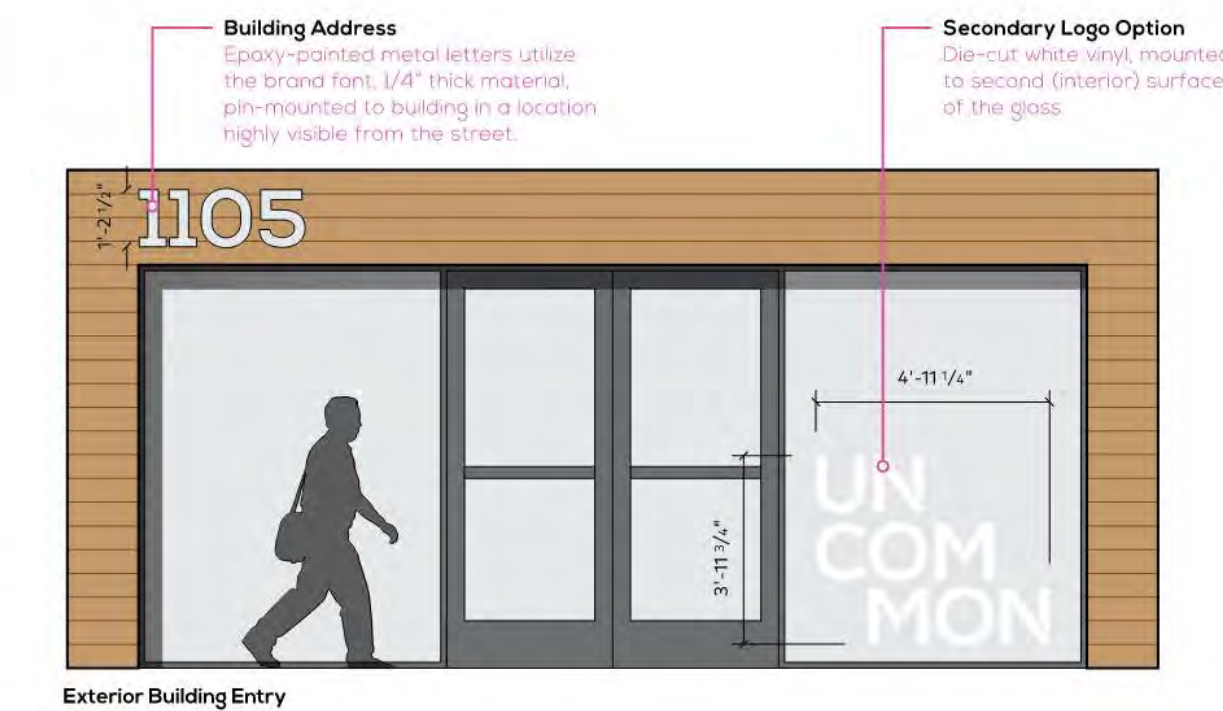 Building Address
Epoxy-painted metal letters utilize
the brand font, 1/4" thick material,
pin-mounted to building in a location
highly visible from the street.
Secondary Logo Option
Die-cut white vinyl, mounted
to second (interior) surface
of the glass.
1'-2 1/2"
1105
4'-11 1/4"
3'-11 3/4"
UN
COM
MON
Exterior Building Entry